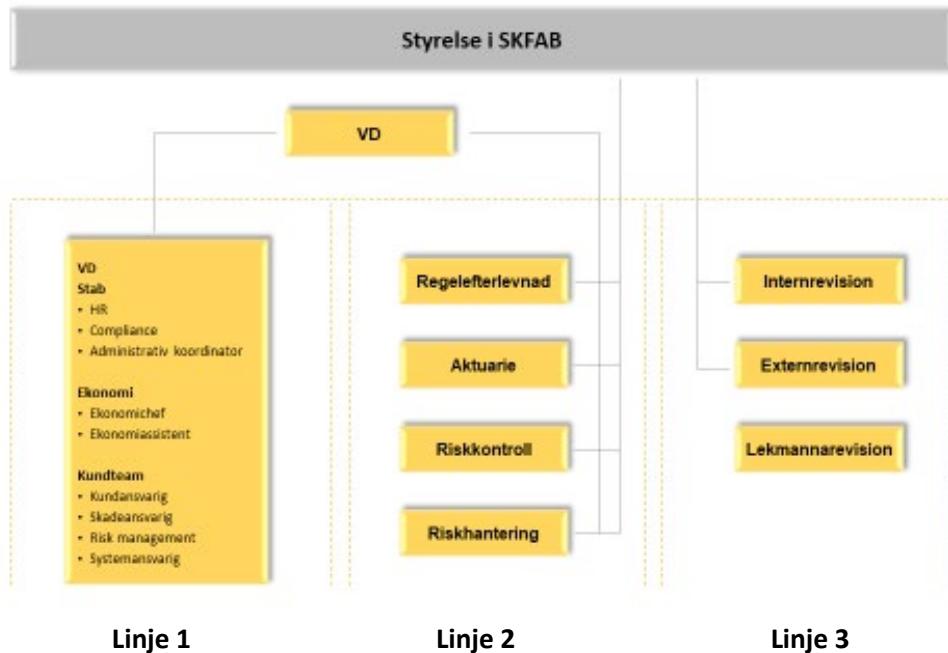 Styrelse i SKFAB
VD
VD
Stab
• HR
• Compliance
• Administrativ koordinator
Ekonomi
• Ekonomichef
• Ekonomiassistent
Kundteam
• Kundansvarig
• Skadeansvarig
• Risk management
• Systemansvarig
Regelefterlevnad
Aktuarie
Riskkontroll
Riskhantering
Internrevision
Externrevision
Lekmannarevision
Linje 1
Linje 2
Linje 3